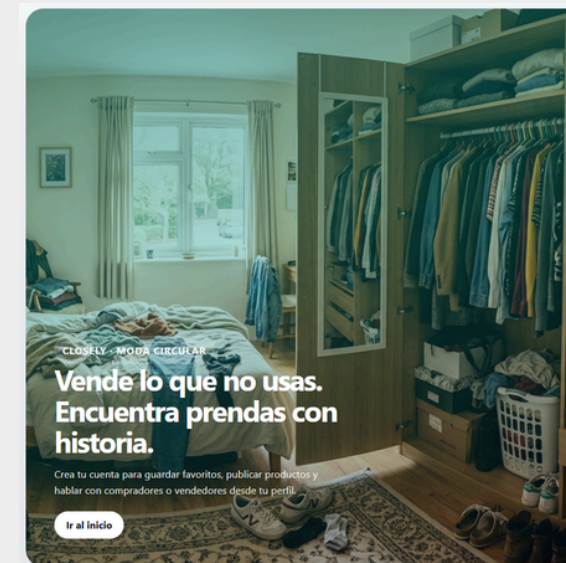 CLOSELY · MODA CIRCULAR
Vende lo que no usas.
Encuentra prendas con
historia.
Crea tu cuenta para guardar favoritos, publicar productos y
hablar con compradores o vendedores desde tu perfil.
Ir al inicio